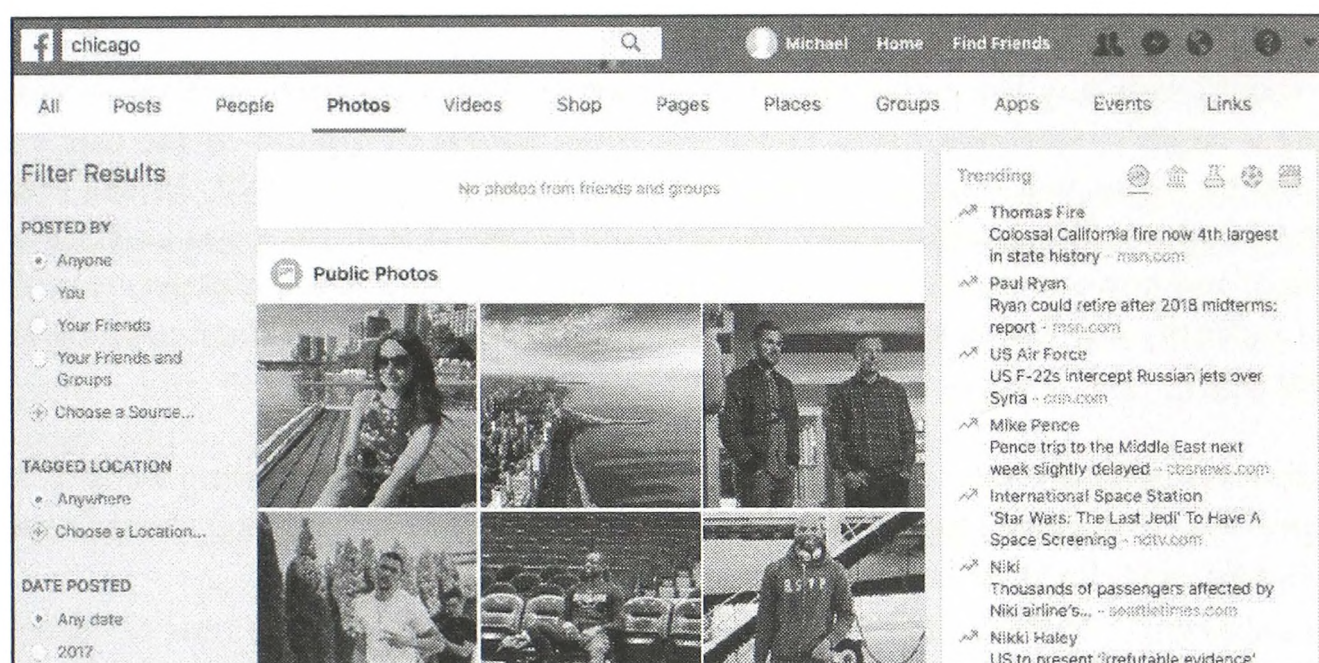 f chicago Michael Home Find Friends ?
All Posts People Photos Videos Shop Pages Places Groups Apps Events Links
Filter Results
POSTED BY
Anyone
You
Your Friends
Your Friends and
Groups
Choose a Source...
TAGGED LOCATION
Anywhere
Choose a Location...
DATE POSTED
Any date
2017
No photos from friends and groups
Public Photos
Trending
Thomas Fire
Colossal California fire now 4th largest
in state history - msn.com
Paul Ryan
Ryan could retire after 2018 midterms:
report - msn.com
US Air Force
US F-22s intercept Russian jets over
Syria - cnn.com
Mike Pence
Pence trip to the Middle East next
week slightly delayed - cbsnews.com
International Space Station
'Star Wars: The Last Jedi' To Have A
Space Screening - ndtv.com
Niki
Thousands of passengers affected by
Niki airline's... - seattletimes.com
Nikki Haley
US to present 'irrefutable evidence'